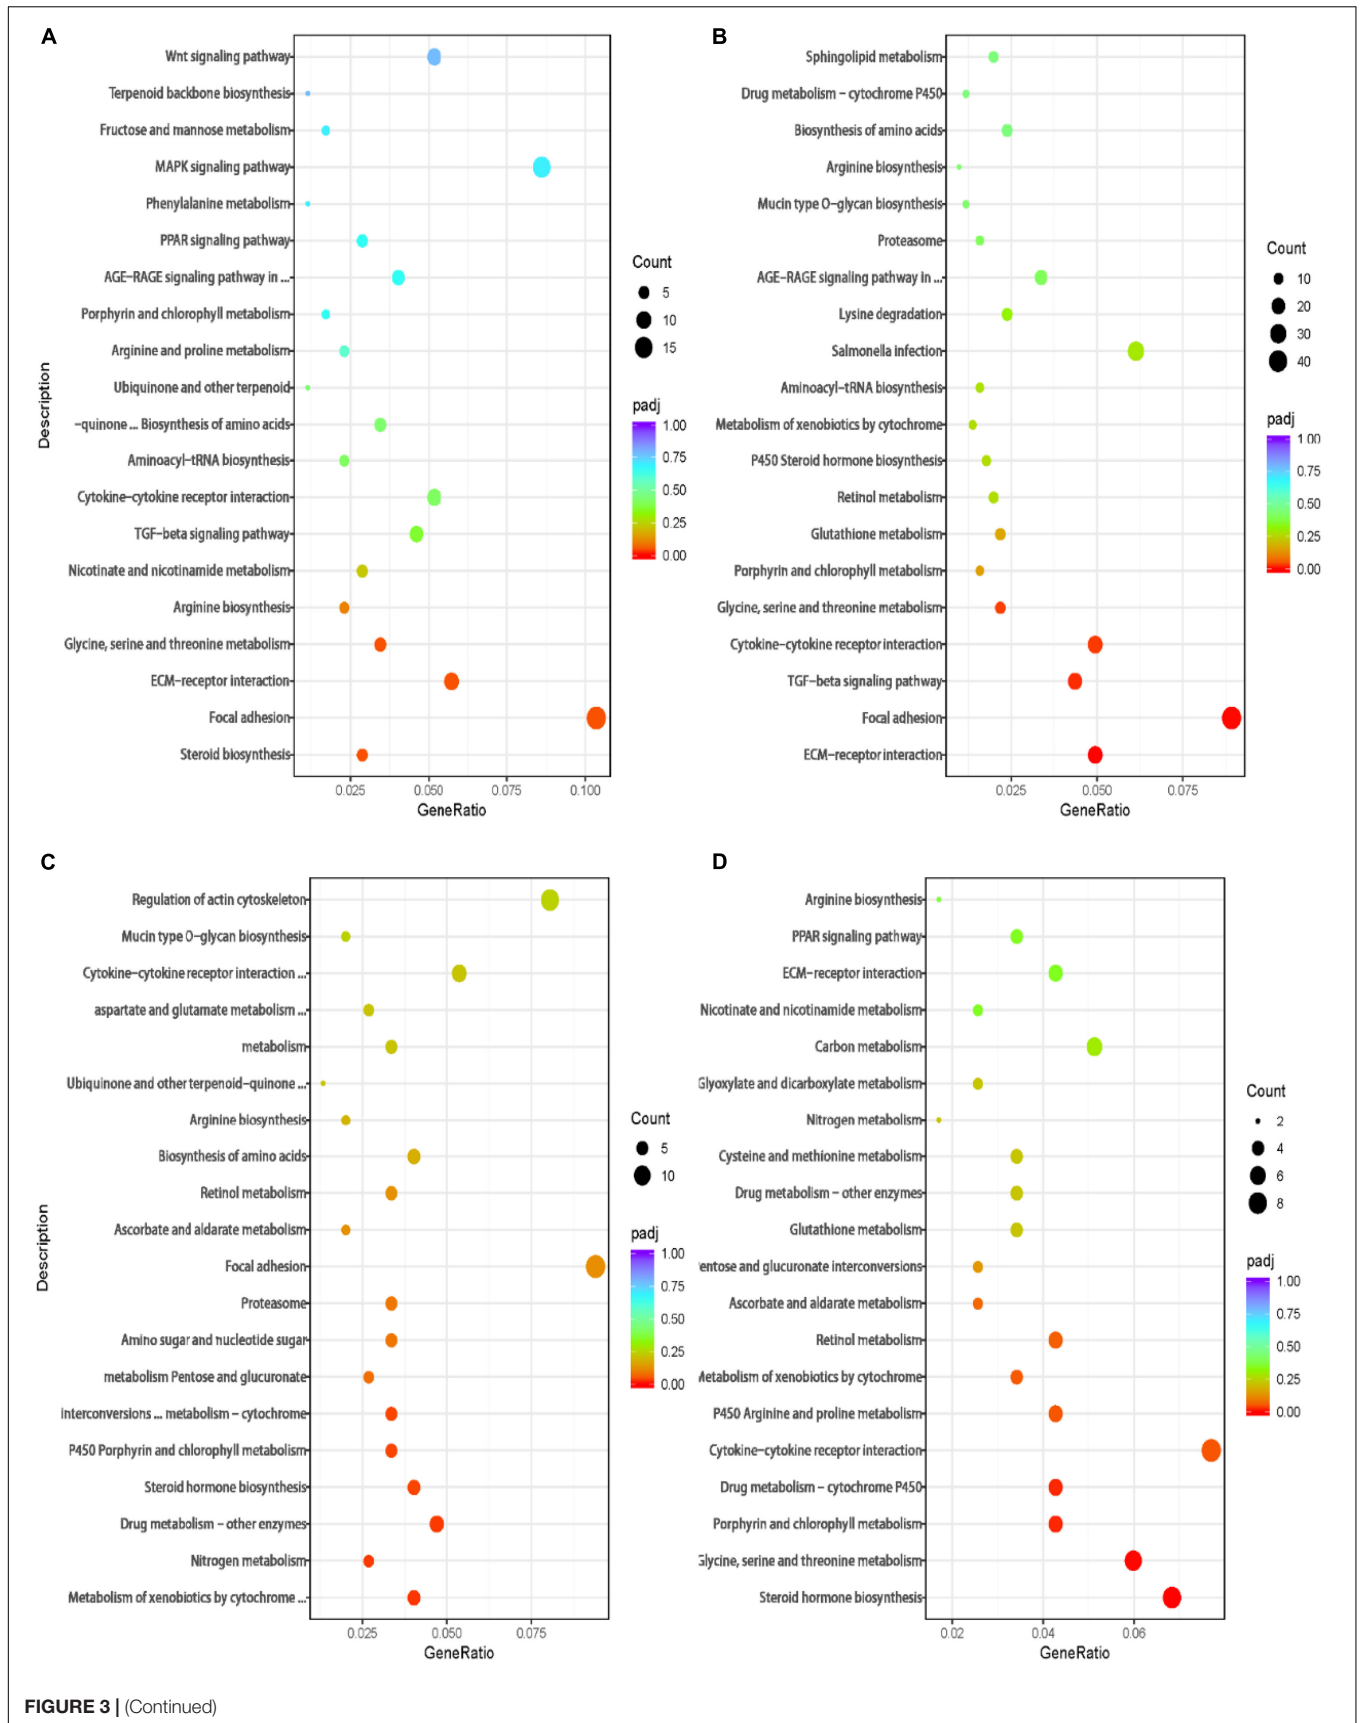 A
Wnt signaling pathway
Terpenoid backbone biosynthesis
Fructose and mannose metabolism
MAPK signaling pathway
Phenylalanine metabolism
PPAR signaling pathway
AGE-RAGE signaling pathway in ...
Porphyrin and chlorophyll metabolism
Arginine and proline metabolism
Ubiquinone and other terpenoid
-quinone ... Biosynthesis of amino acids
Aminoacyl-tRNA biosynthesis
Cytokine-cytokine receptor interaction
TGF-beta signaling pathway
Nicotinate and nicotinamide metabolism
Arginine biosynthesis
Glycine, serine and threonine metabolism
ECM-receptor interaction
Focal adhesion
Steroid biosynthesis
Description
0.025 0.050 0.075 0.100
GeneRatio
Count
5
10
15
padj
1.00
0.75
0.50
0.25
0.00
B
Sphingolipid metabolism
Drug metabolism - cytochrome P450
Biosynthesis of amino acids
Arginine biosynthesis
Mucin type O-glycan biosynthesis
Proteasome
AGE-RAGE signaling pathway in ...
Lysine degradation
Salmonella infection
Aminoacyl-tRNA biosynthesis
Metabolism of xenobiotics by cytochrome
P450 Steroid hormone biosynthesis
Retinol metabolism
Glutathione metabolism
Porphyrin and chlorophyll metabolism
Glycine, serine and threonine metabolism
Cytokine-cytokine receptor interaction
TGF-beta signaling pathway
Focal adhesion
ECM-receptor interaction
0.025 0.050 0.075
GeneRatio
Count
10
20
30
40
padj
1.00
0.75
0.50
0.25
0.00
C
Regulation of actin cytoskeleton
Mucin type O-glycan biosynthesis
Cytokine-cytokine receptor interaction ...
aspartate and glutamate metabolism ...
metabolism
Ubiquinone and other terpenoid-quinone ...
Arginine biosynthesis
Biosynthesis of amino acids
Retinol metabolism
Ascorbate and aldarate metabolism
Focal adhesion
Proteasome
Amino sugar and nucleotide sugar
metabolism Pentose and glucuronate
interconversions ... metabolism - cytochrome
P450 Porphyrin and chlorophyll metabolism
Steroid hormone biosynthesis
Drug metabolism - other enzymes
Nitrogen metabolism
Metabolism of xenobiotics by cytochrome ...
Description
0.025 0.050 0.075
GeneRatio
Count
5
10
padj
1.00
0.75
0.50
0.25
0.00
D
Arginine biosynthesis
PPAR signaling pathway
ECM-receptor interaction
Nicotinate and nicotinamide metabolism
Carbon metabolism
Glyoxylate and dicarboxylate metabolism
Nitrogen metabolism
Cysteine and methionine metabolism
Drug metabolism - other enzymes
Glutathione metabolism
entose and glucuronate interconversions
Ascorbate and aldarate metabolism
Retinol metabolism
Metabolism of xenobiotics by cytochrome
P450 Arginine and proline metabolism
Cytokine-cytokine receptor interaction
Drug metabolism - cytochrome P450
Porphyrin and chlorophyll metabolism
Glycine, serine and threonine metabolism
Steroid hormone biosynthesis
0.02 0.04 0.06
GeneRatio
Count
2
4
6
8
padj
1.00
0.75
0.50
0.25
0.00
FIGURE 3 | (Continued)